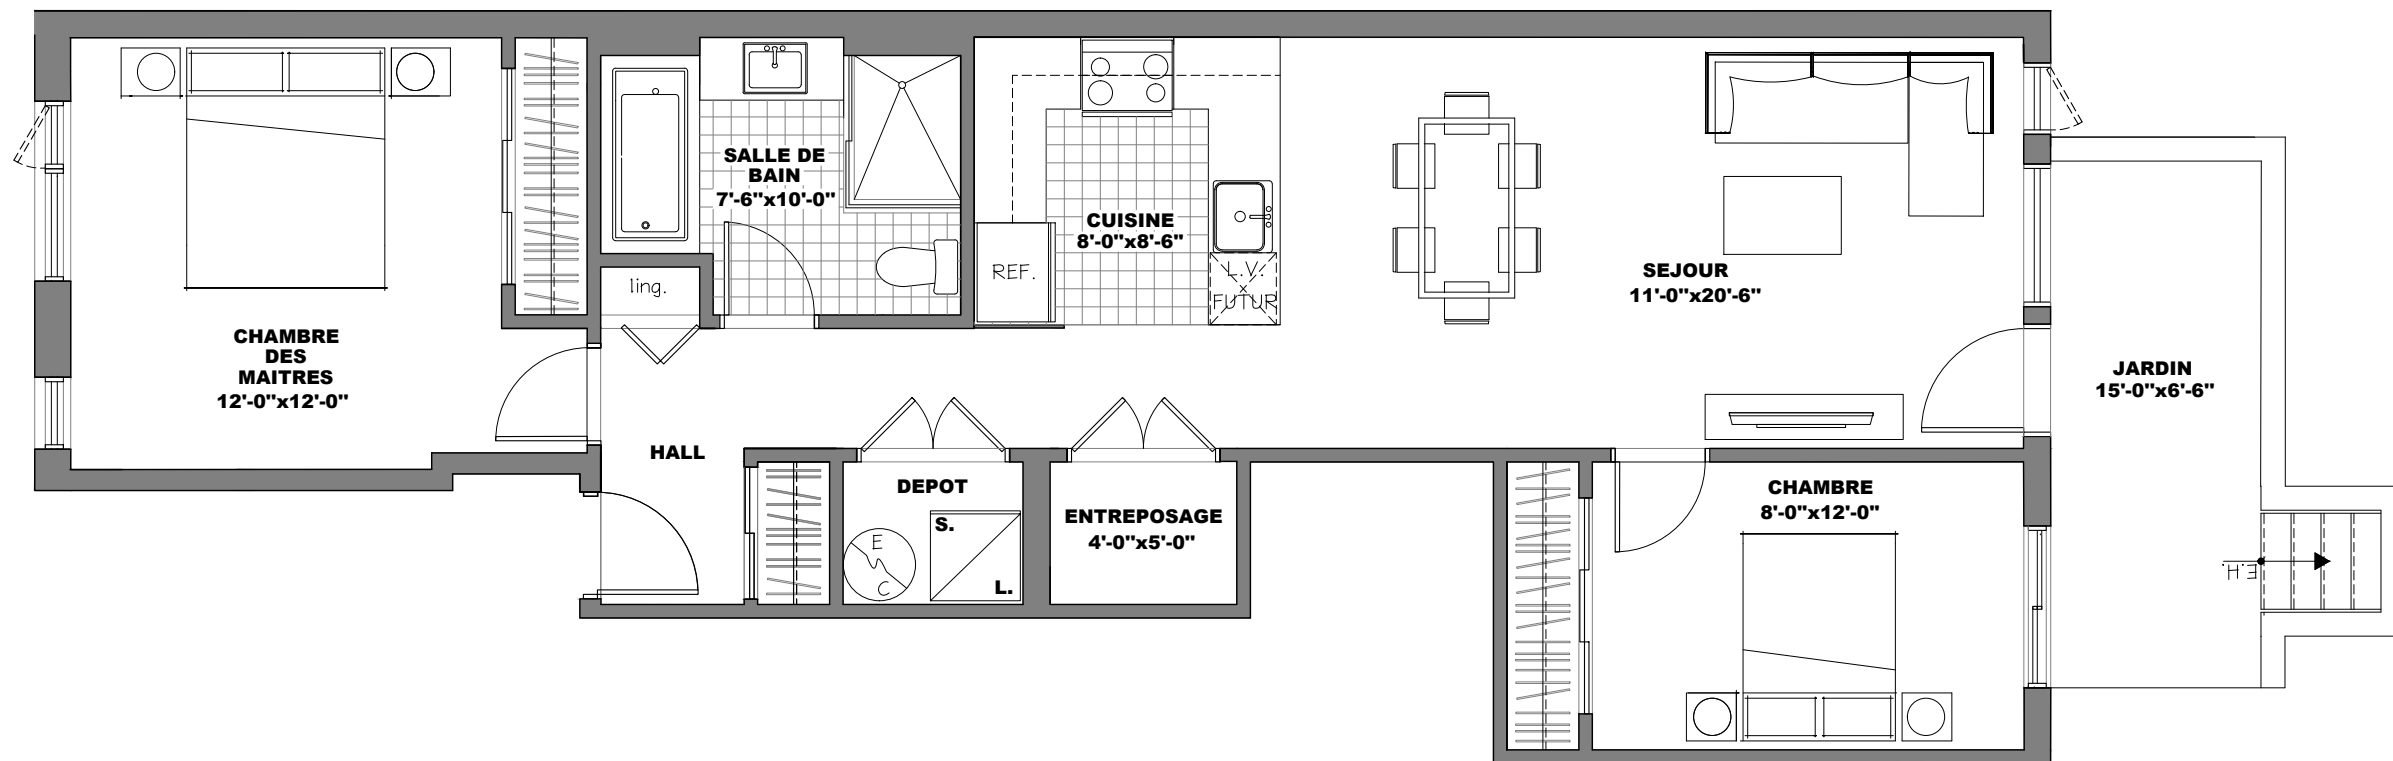 CHAMBRE
DES
MAITRES
12'-0"x12'-0"
SALLE DE
BAIN
7'-6"x10'-0"
ling.
HALL
CUISINE
8'-0"x8'-6"
REF.
L.V.
FUTUR
SEJOUR
11'-0"x20'-6"
JARDIN
15'-0"x6'-6"
DEPOT
S.
L.
E
C
ENTREPOSAGE
4'-0"x5'-0"
CHAMBRE
8'-0"x12'-0"
E.H.